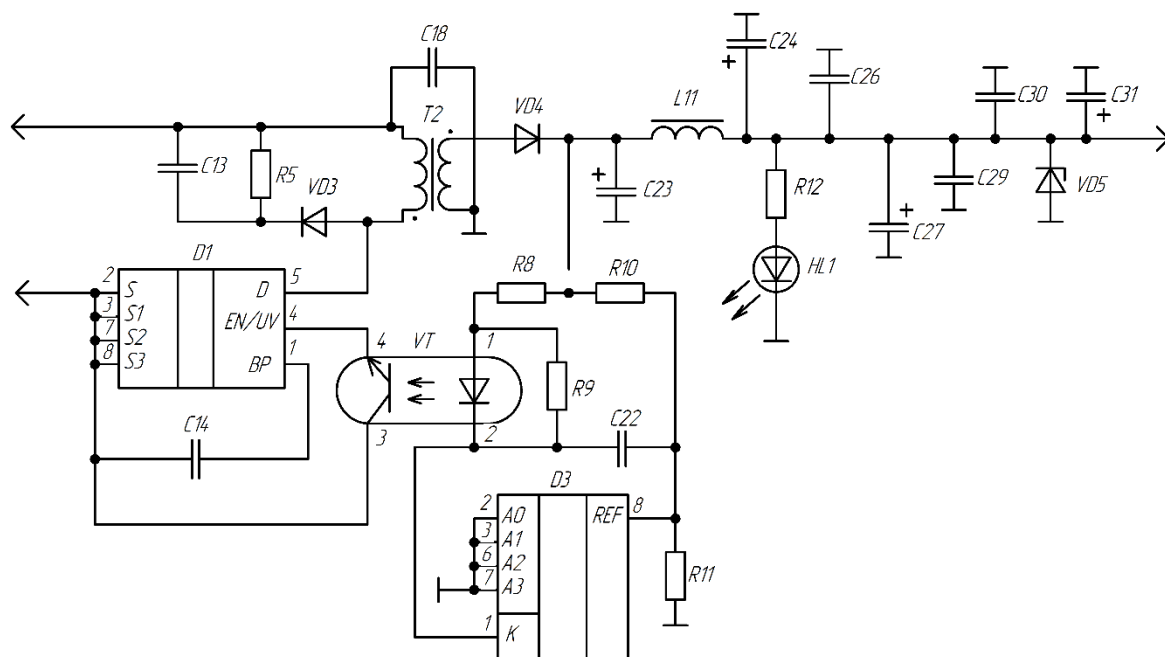 C18
C24
C26
C30
C31
T2
VD4
L11
C13
R5
VD3
C23
R12
C29
VD5
C27
D1
R8
R10
HL1
2 S D 5
3 S1 EN/UV 4
7 S2
8 S3 BP 1
4 VT 1
R9
C14
3 2
C22
D3
2 A0 REF 8
3 A1
6 A2
7 A3
R11
1 K
+
+
+
+